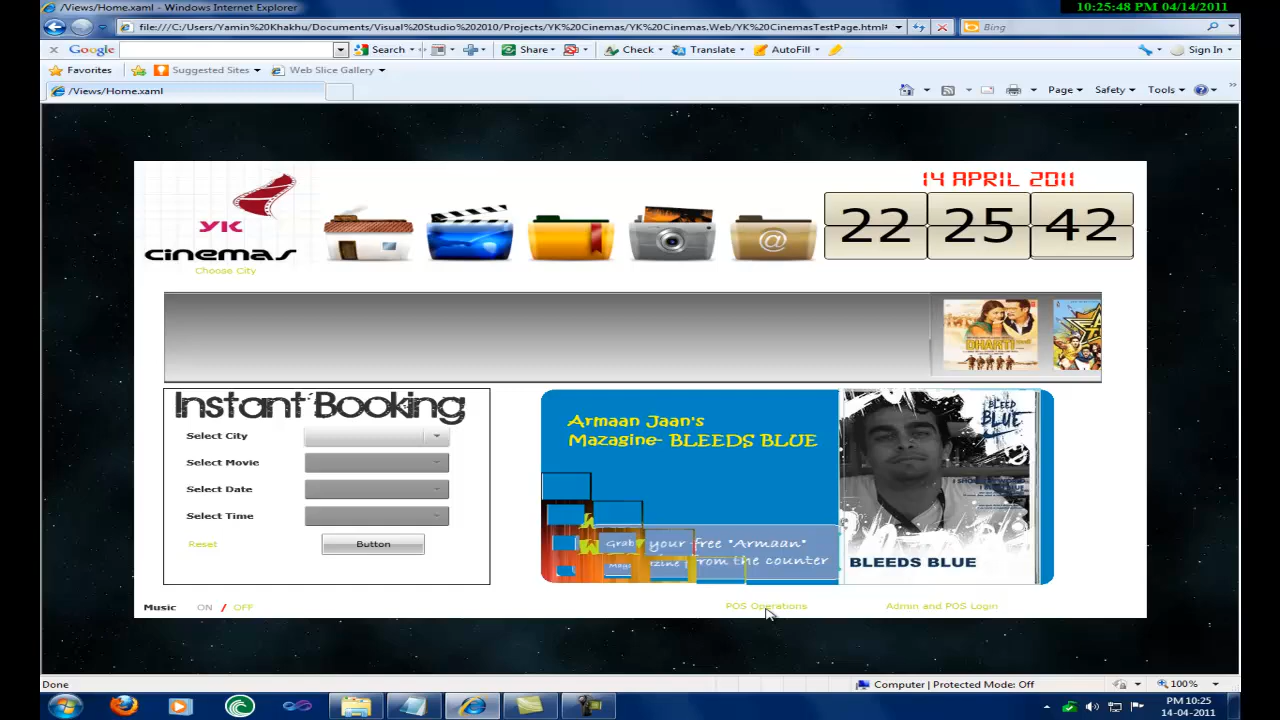 /Views/Home.xaml - Windows Internet Explorer
10:25:48 PM 04/14/2011
file:///C:/Users/Yamin%20Khakhu/Documents/Visual%20Studio%202010/Projects/YK%20Cinemas/YK%20Cinemas.Web/YK%20CinemasTestPage.html#
Bing
x Google Search Share Check Translate AutoFill Sign In
Favorites Suggested Sites Web Slice Gallery
/Views/Home.xaml
Page Safety Tools
14 APRIL 2011
22 25 42
YK
cinemas
Choose City
@
DHARTI
Instant Booking
Select City
Select Movie
Select Date
Select Time
Reset Button
Armaan Jaan's
Mazagine- BLEEDS BLUE
Grab your free "Armaan"
from the counter
BLEED
BLUE
BLEEDS BLUE
Music ON / OFF
POS Operations
Admin and POS Login
Done
Computer | Protected Mode: Off
100%
PM 10:25
14-04-2011